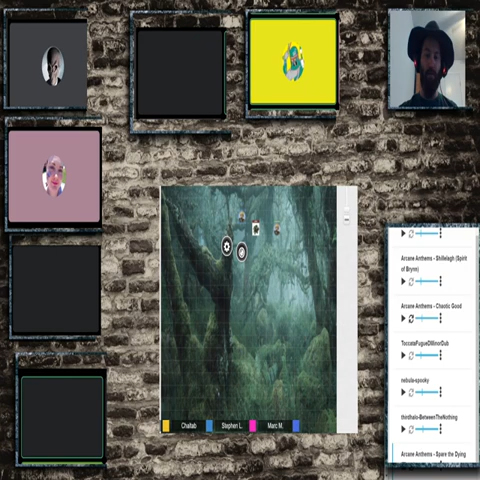 Arcane Anthems - Shillelagh (Spirit
of Brynn)
Arcane Anthems - Chaotic Good
ToccataFugueDMinorDub
nebula-spooky
thirdhalo-BetweenTheNothing
Arcane Anthems - Spare the Dying
Chaltab
Stephen L.
Marc M.